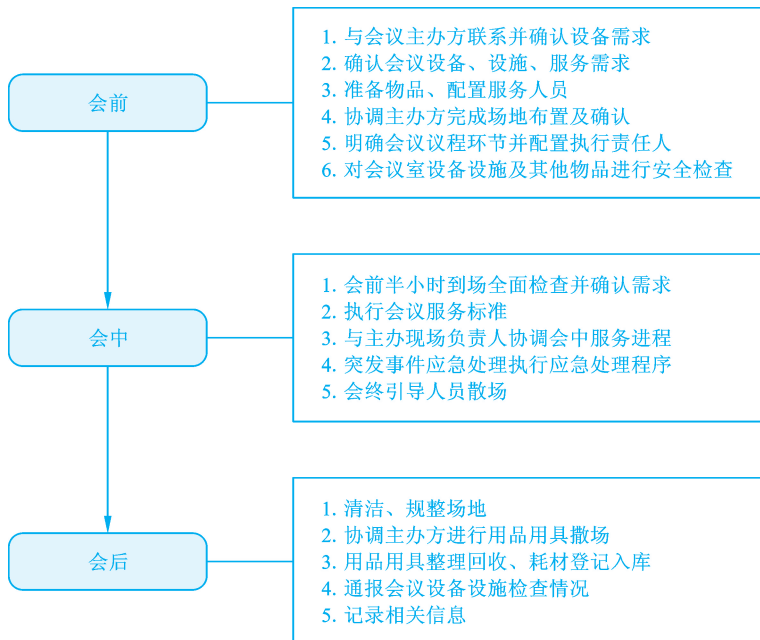 会前
1. 与会议主办方联系并确认设备需求
2. 确认会议设备、设施、服务需求
3. 准备物品、配置服务人员
4. 协调主办方完成场地布置及确认
5. 明确会议议程环节并配置执行责任人
6. 对会议室设备设施及其他物品进行安全检查
会中
1. 会前半小时到场全面检查并确认需求
2. 执行会议服务标准
3. 与主办现场负责人协调会中服务进程
4. 突发事件应急处理执行应急处理程序
5. 会终引导人员散场
会后
1. 清洁、规整场地
2. 协调主办方进行用品用具撒场
3. 用品用具整理回收、耗材登记入库
4. 通报会议设备设施检查情况
5. 记录相关信息